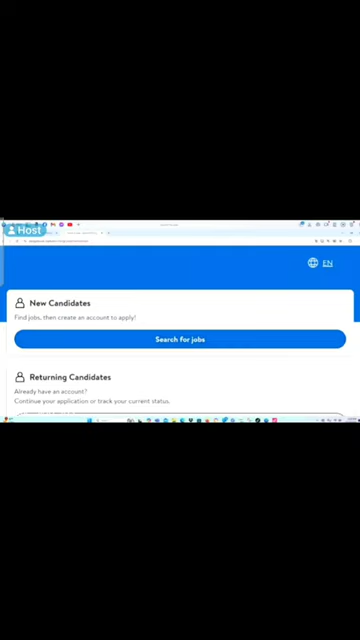 Host
EN
New Candidates
Find jobs, then create an account to apply!
Search for jobs
Returning Candidates
Already have an account?
Continue your application or track your current status.